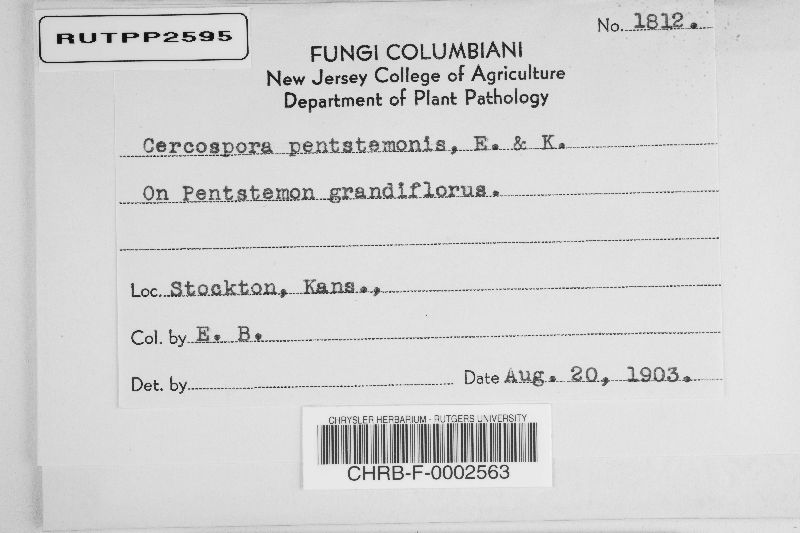 RUTPP2595
No. 1812.
FUNGI COLUMBIANI
New Jersey College of Agriculture
Department of Plant Pathology
Cercospora pentstemonis, E. & K.
On Pentstemon grandiflorus.
Loc. Stockton, Kans.,
Col. by E. B.
Det. by
Date Aug. 20, 1903.
CHRYSLER HERBARIUM - RUTGERS UNIVERSITY
CHRB-F-0002563